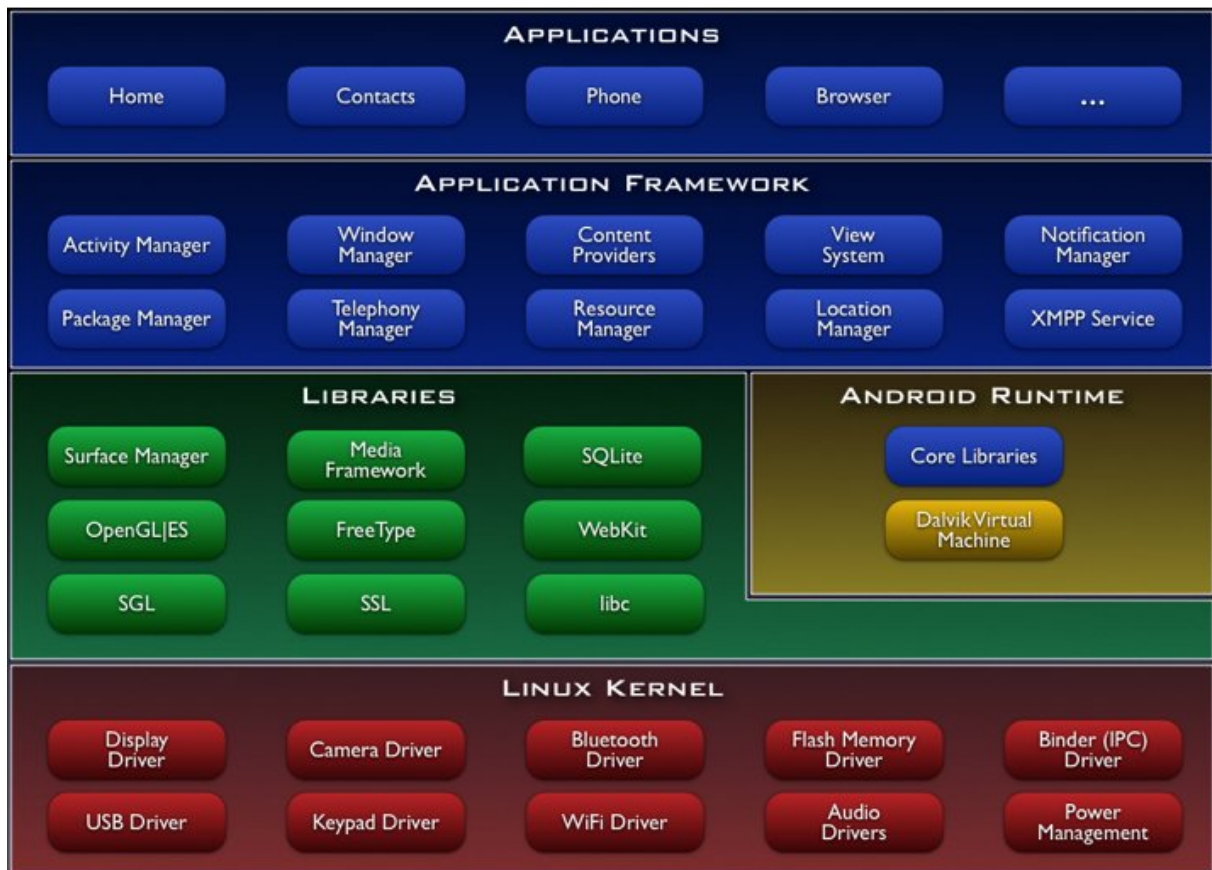 APPLICATIONS
Home
Contacts
Phone
Browser
...
APPLICATION FRAMEWORK
Activity Manager
Window
Manager
Content
Providers
View
System
Notification
Manager
Package Manager
Telephony
Manager
Resource
Manager
Location
Manager
XMPP Service
LIBRARIES
Surface Manager
Media
Framework
SQLite
OpenGL|ES
FreeType
WebKit
SGL
SSL
libc
ANDROID RUNTIME
Core Libraries
Dalvik Virtual
Machine
LINUX KERNEL
Display
Driver
Camera Driver
Bluetooth
Driver
Flash Memory
Driver
Binder (IPC)
Driver
USB Driver
Keypad Driver
WiFi Driver
Audio
Drivers
Power
Management